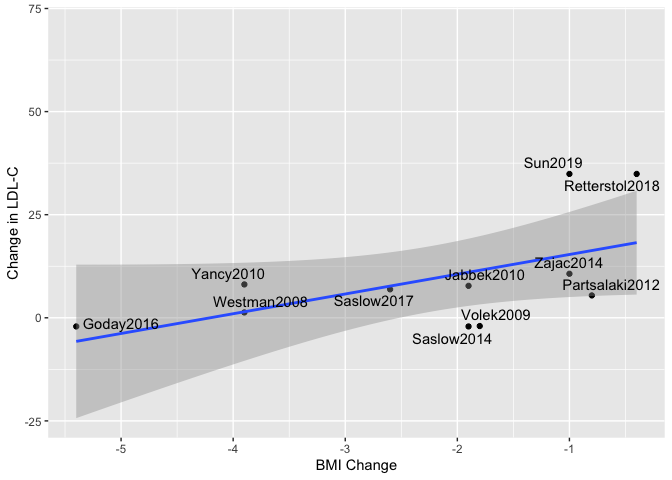 75
50
25
0
-25
Change in LDL-C
Sun2019
Retterstol2018
Zajac2014
Yancy2010
Jabbek2010
Partsalaki2012
Westman2008
Saslow2017
Volek2009
Goday2016
Saslow2014
-5
-4
-3
-2
-1
BMI Change